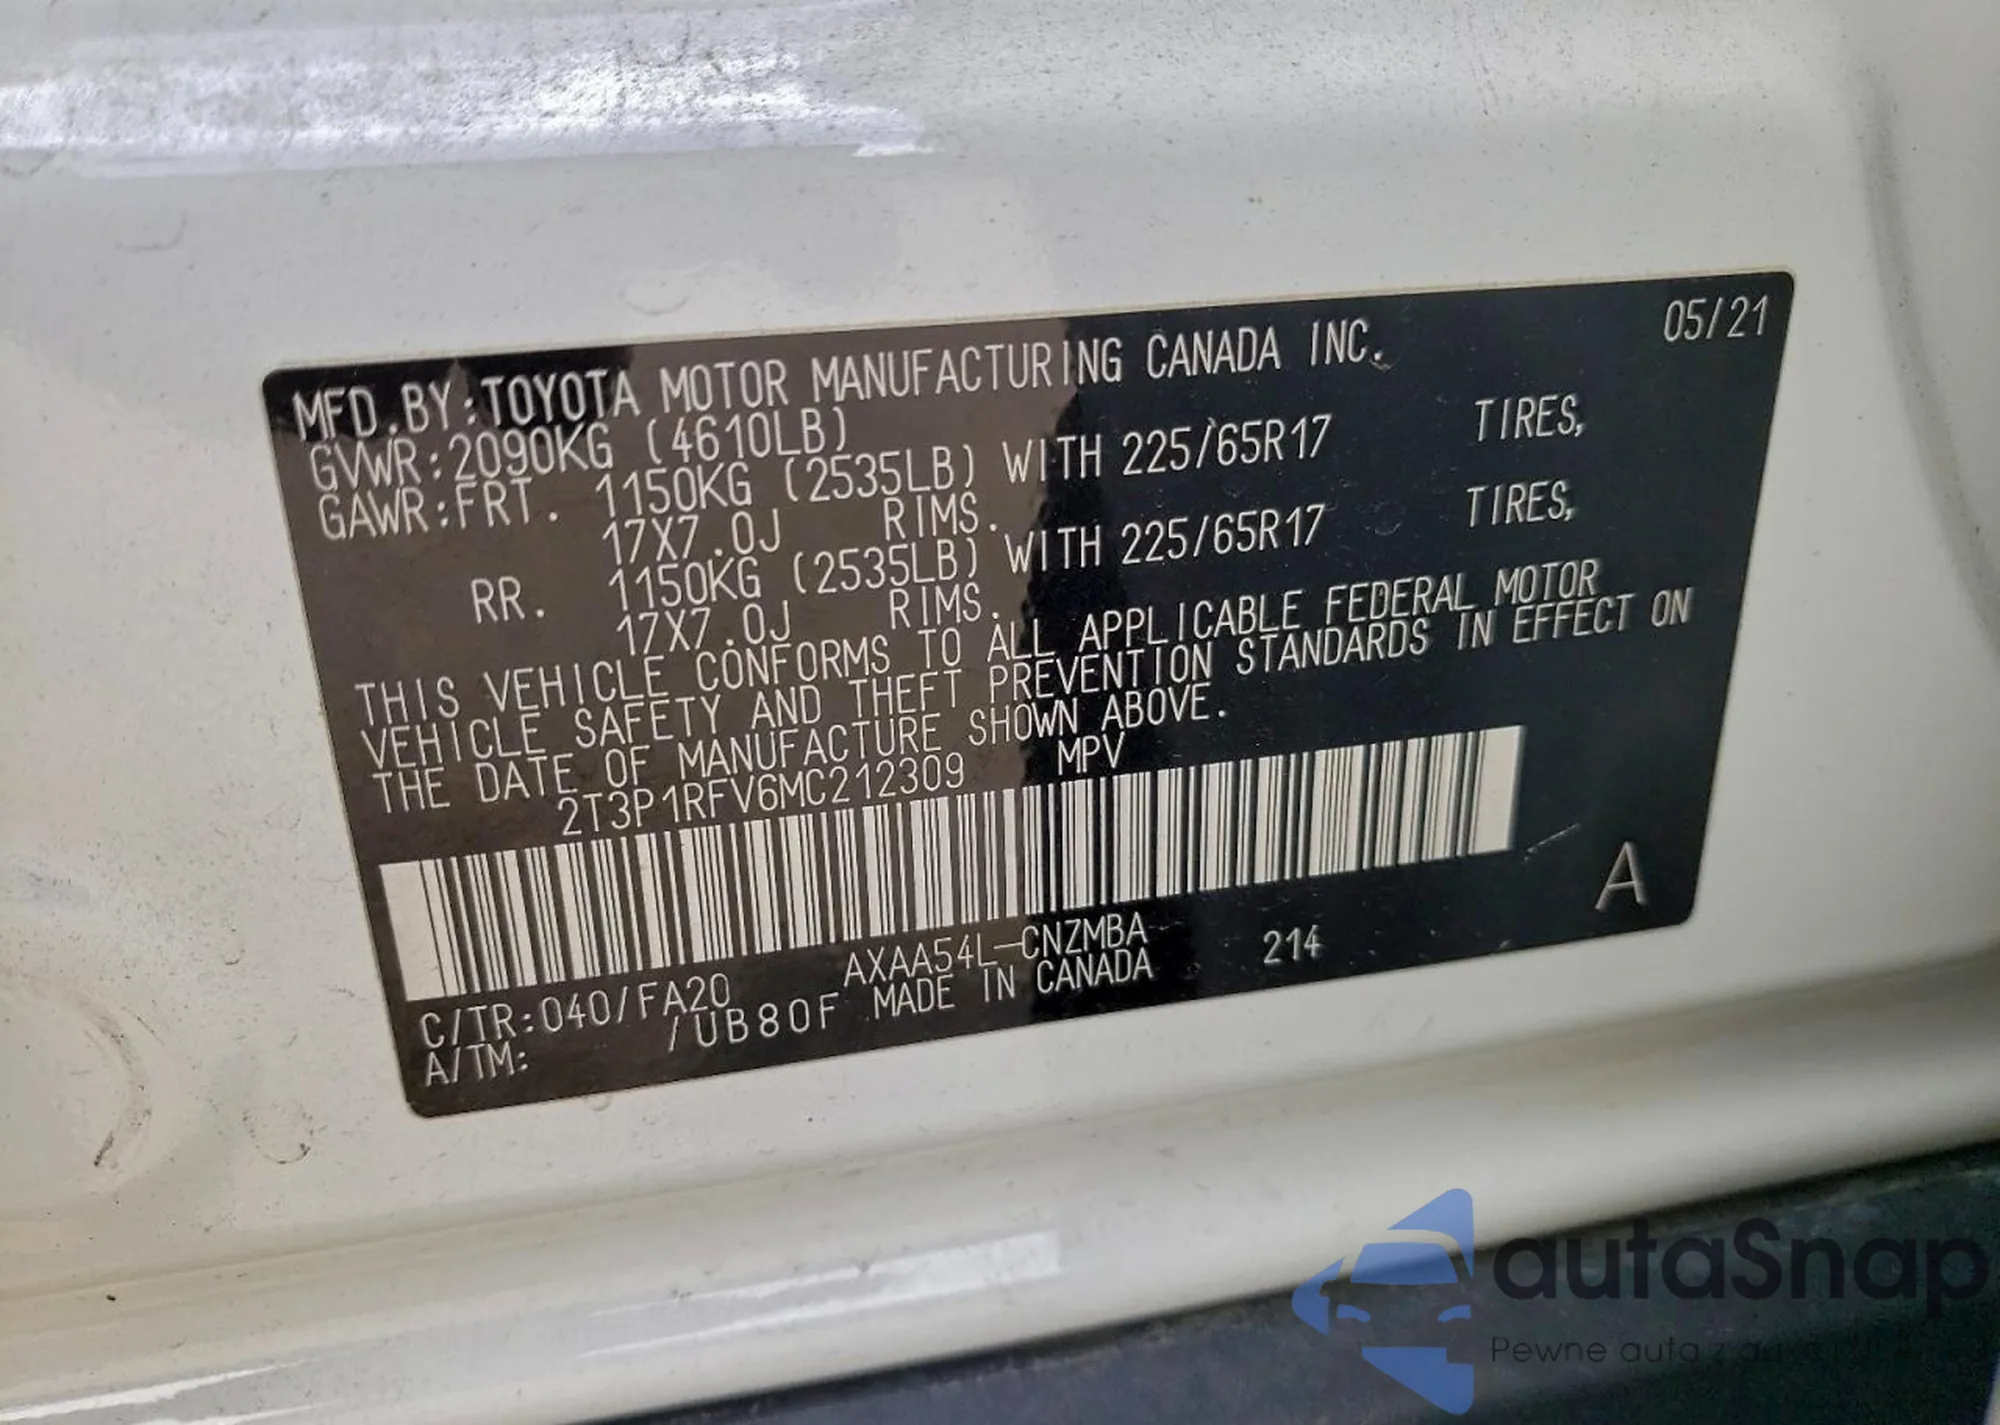 05/21
MFD.BY:TOYOTA MOTOR MANUFACTURING CANADA INC.
GVWR:2090KG (4610LB)
GAWR:FRT. 1150KG (2535LB) WITH 225/65R17 TIRES,
17X7.0J RIMS.
RR. 1150KG (2535LB) WITH 225/65R17 TIRES,
17X7.0J RIMS.
THIS VEHICLE CONFORMS TO ALL APPLICABLE FEDERAL MOTOR
VEHICLE SAFETY AND THEFT PREVENTION STANDARDS IN EFFECT ON
THE DATE OF MANUFACTURE SHOWN ABOVE.
2T3P1RFV6MC212309 MPV
A
C/TR:040/FA20 AXAA54L-CNZMBA 214
A/TM: /UB80F MADE IN CANADA
autaSnap
Pewne auta z